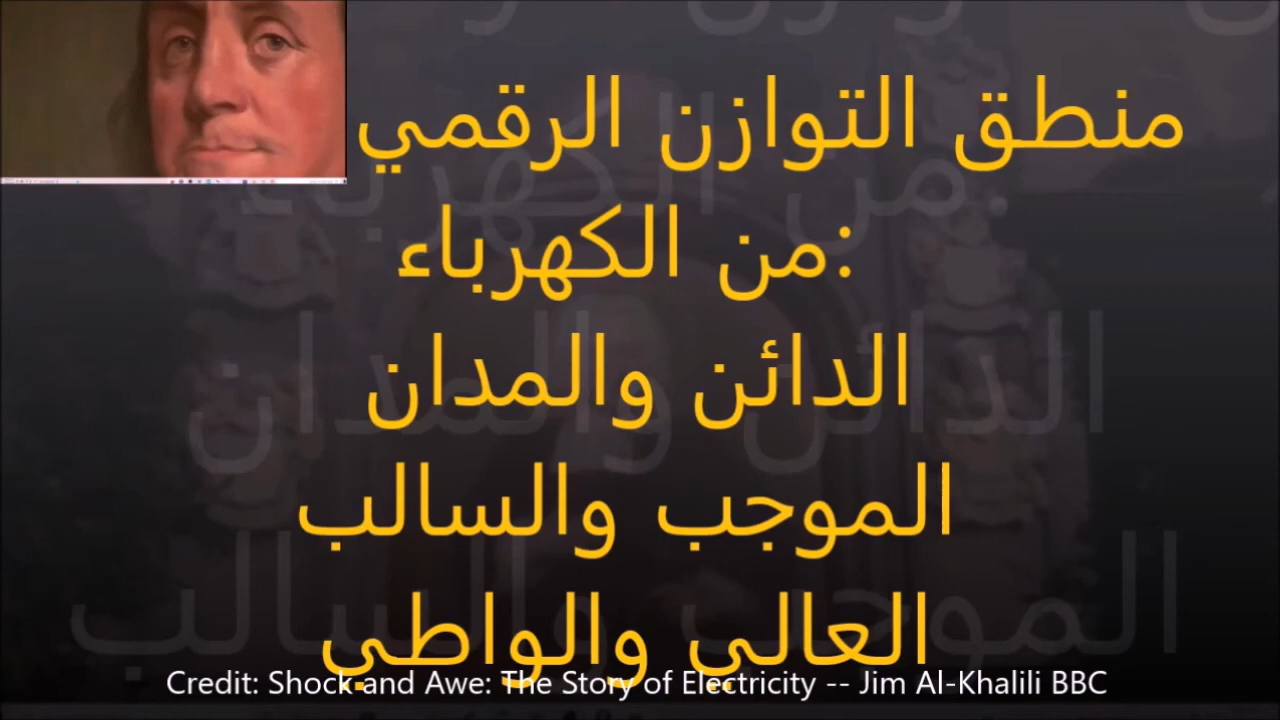 منطق التوازن الرقمي
من الكهرباء:
الدائن والمدان
الموجب والسالب
العالي والواطي
Credit: Shock and Awe: The Story of Electricity -- Jim Al-Khalili BBC